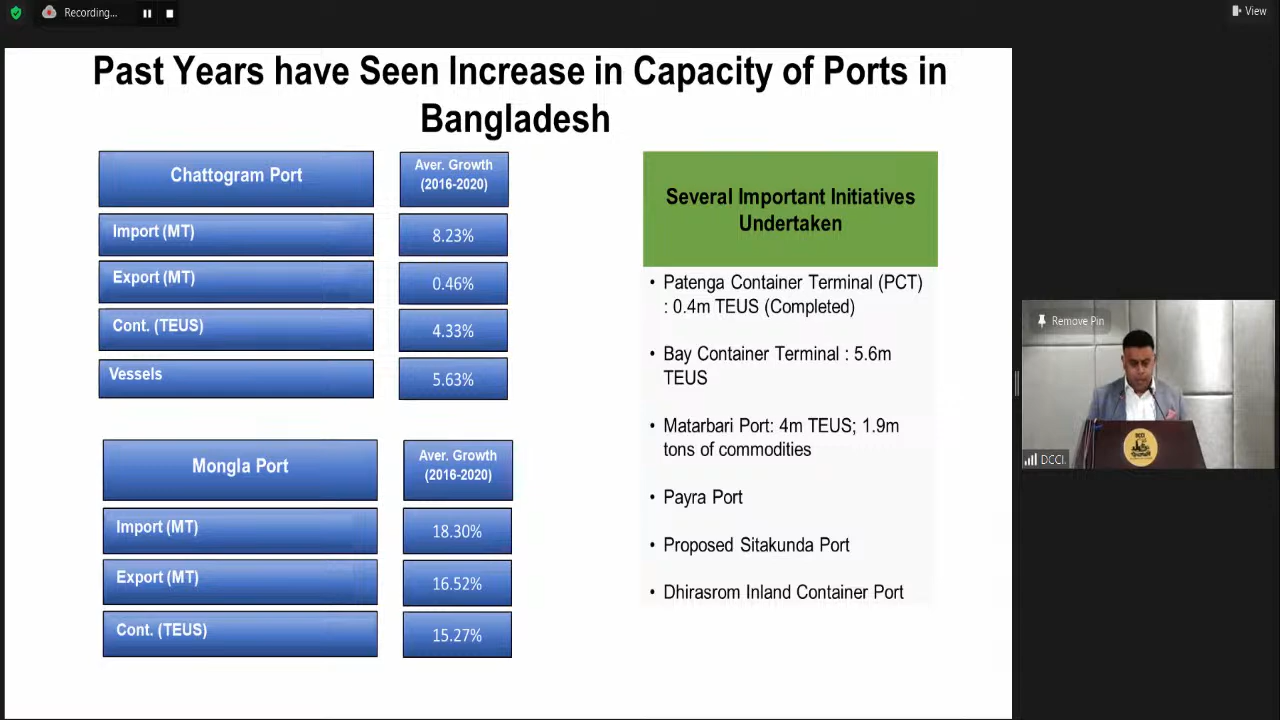 Recording...
View
Past Years have Seen Increase in Capacity of Ports in
Bangladesh
Chattogram Port
Aver. Growth
(2016-2020)
Import (MT)
8.23%
Export (MT)
0.46%
Cont. (TEUS)
4.33%
Vessels
5.63%
Mongla Port
Aver. Growth
(2016-2020)
Import (MT)
18.30%
Export (MT)
16.52%
Cont. (TEUS)
15.27%
Several Important Initiatives
Undertaken
• Patenga Container Terminal (PCT)
: 0.4m TEUS (Completed)
• Bay Container Terminal : 5.6m
TEUS
• Matarbari Port: 4m TEUS; 1.9m
tons of commodities
• Payra Port
• Proposed Sitakunda Port
• Dhirasrom Inland Container Port
Remove Pin
DCCI.